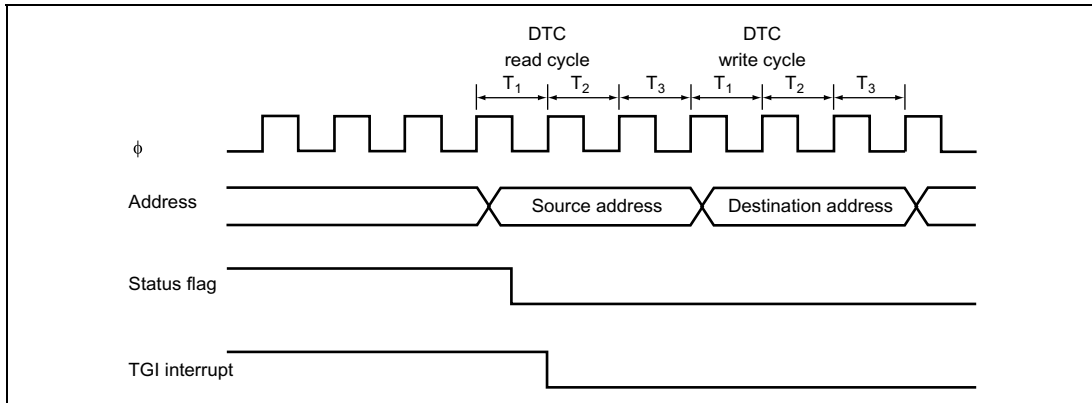 DTC DTC
read cycle write cycle
T₁ T₂ T₃ T₁ T₂ T₃
ϕ
Address Source address Destination address
Status flag
TGI interrupt